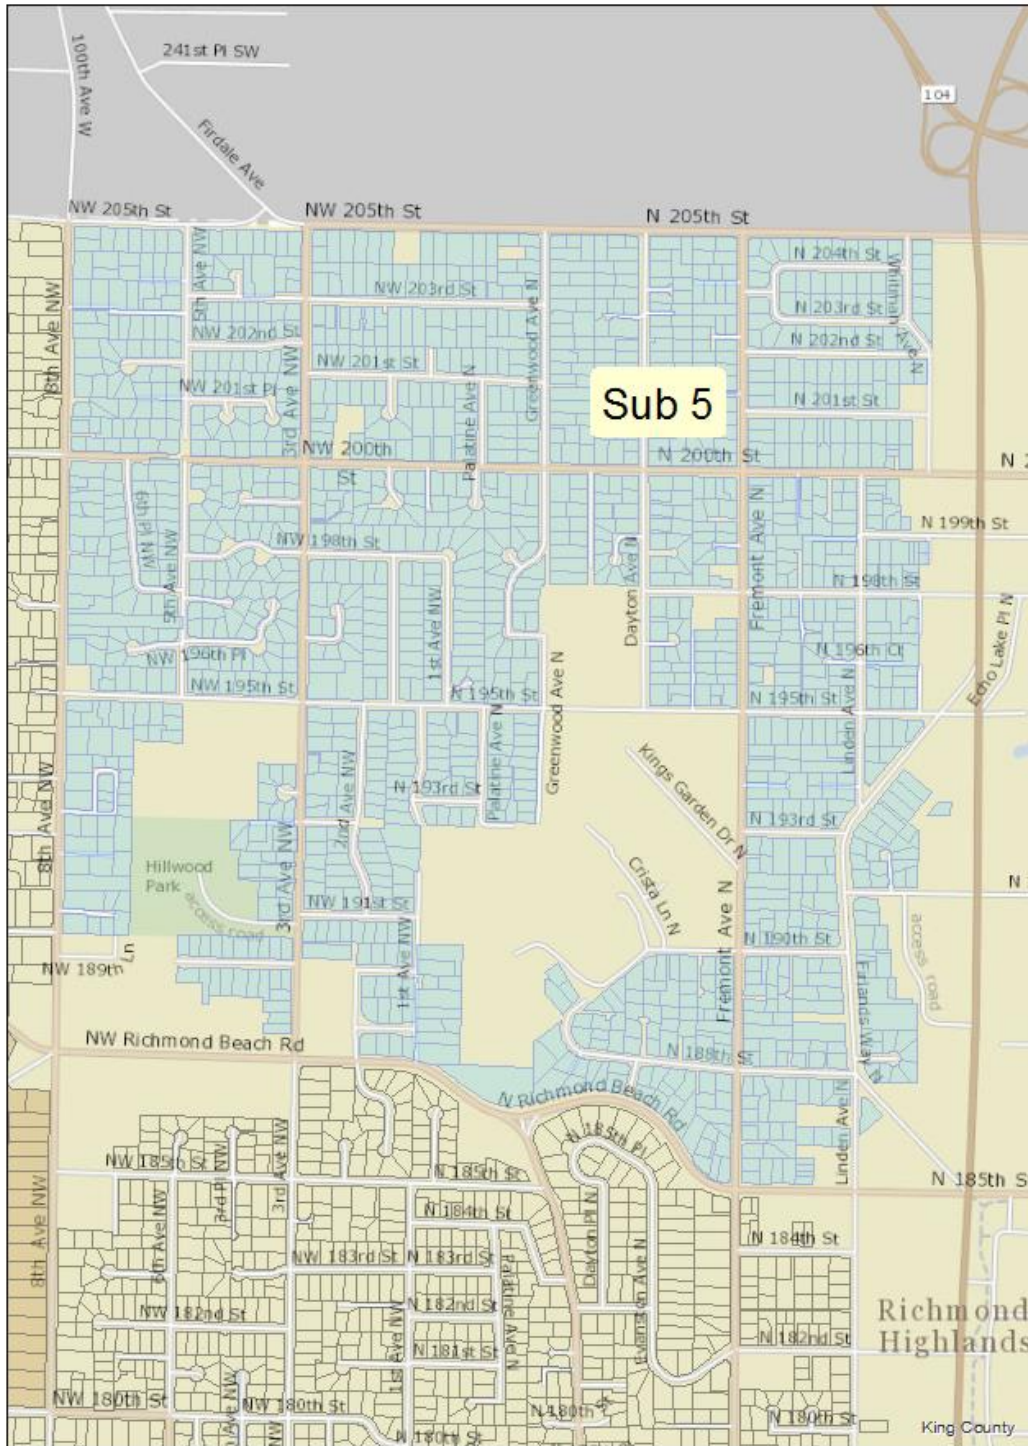 241st Pl SW
100th Ave W
104
Firdale Ave
NW 205th St
NW 205th St
N 205th St
5th Ave NW
N 204th St
Whitman Ave N
NW 203rd St
8th Ave NW
Greenwood Ave N
N 203rd St
NW 202nd St
N 202nd St
NW 201st St
3rd Ave NW
NW 201st Pl
Palatine Ave N
Sub 5
N 201st St
NW 200th
St
N 200th St
N 2
6th Pl NW
Fremont Ave N
N 199th St
NW 198th St
5th Ave NW
Dayton Ave N
N 198th St
1st Ave NW
NW 196th Pl
N 196th Ct
Echo Lake Pl N
NW 195th St
N 195th St
N 195th St
Linden Ave N
Greenwood Ave N
Palatine Ave N
8th Ave NW
2nd Ave NW
N 193rd St
Kings Garden Dr N
N 193rd St
Hillwood
Park
access road
3rd Ave NW
Crista Ln N
NW 191st St
N
access road
1st Ave NW
Fremont Ave N
N 190th St
NW 189th
Ln
Firlands Way N
NW Richmond Beach Rd
N 188th St
N Richmond Beach Rd
Linden Ave N
N 185th Pl
NW 185th St
3rd Pl NW
3rd Ave NW
N 185th St
N 185th S
8th Ave NW
N 184th St
Dayton Pl N
N 184th St
6th Ave NW
NW 183rd St
N 183rd St
Palatine Ave N
Evanston Ave N
NW 182nd St
N 182nd St
N 182nd St
Richmond
Highlands
1st Ave NW
N 181st St
NW 180th St
Ave NW
NW 180th St
NW
N 180th St
N 180th St
N 180th St
King County